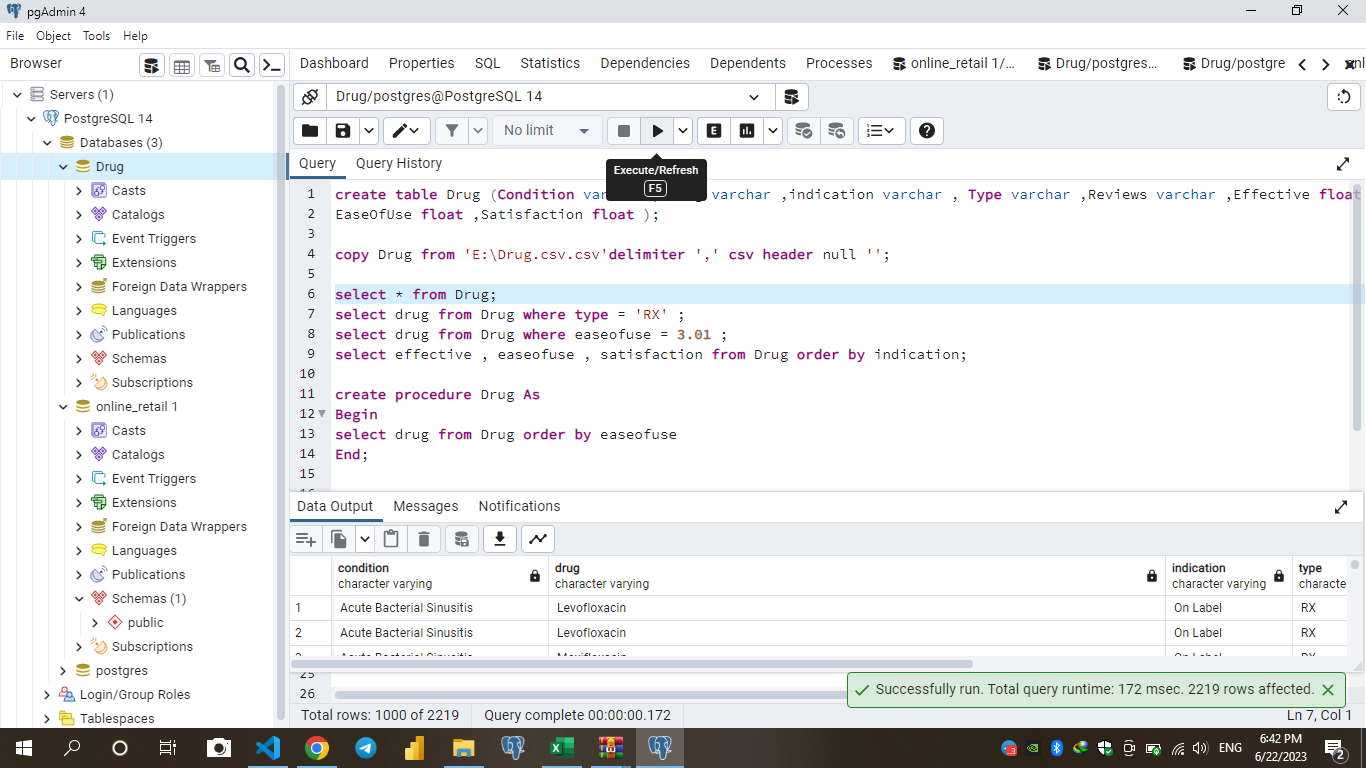 pgAdmin 4
File Object Tools Help
Browser
Dashboard Properties SQL Statistics Dependencies Dependents Processes online_retail 1/... Drug/postgres... Drug/postgre
Servers (1)
PostgreSQL 14
Databases (3)
Drug
Casts
Catalogs
Event Triggers
Extensions
Foreign Data Wrappers
Languages
Publications
Schemas
Subscriptions
online_retail 1
Casts
Catalogs
Event Triggers
Extensions
Foreign Data Wrappers
Languages
Publications
Schemas (1)
public
Subscriptions
postgres
Login/Group Roles
Tablespaces
Drug/postgres@PostgreSQL 14
No limit
E
Query Query History
Execute/Refresh
F5
1 create table Drug (Condition var varchar ,indication varchar , Type varchar ,Reviews varchar ,Effective float
2 EaseOfUse float ,Satisfaction float );
3
4 copy Drug from 'E:\Drug.csv.csv'delimiter ',' csv header null '';
5
6 select * from Drug;
7 select drug from Drug where type = 'RX' ;
8 select drug from Drug where easeofuse = 3.01 ;
9 select effective , easeofuse , satisfaction from Drug order by indication;
10
11 create procedure Drug As
12 Begin
13 select drug from Drug order by easeofuse
14 End;
15
Data Output Messages Notifications
condition drug indication type
character varying character varying character varying characte
1 Acute Bacterial Sinusitis Levofloxacin On Label RX
2 Acute Bacterial Sinusitis Levofloxacin On Label RX
25
26
Successfully run. Total query runtime: 172 msec. 2219 rows affected.
Total rows: 1000 of 2219 Query complete 00:00:00.172 Ln 7, Col 1
ENG
6:42 PM
6/22/2023
2